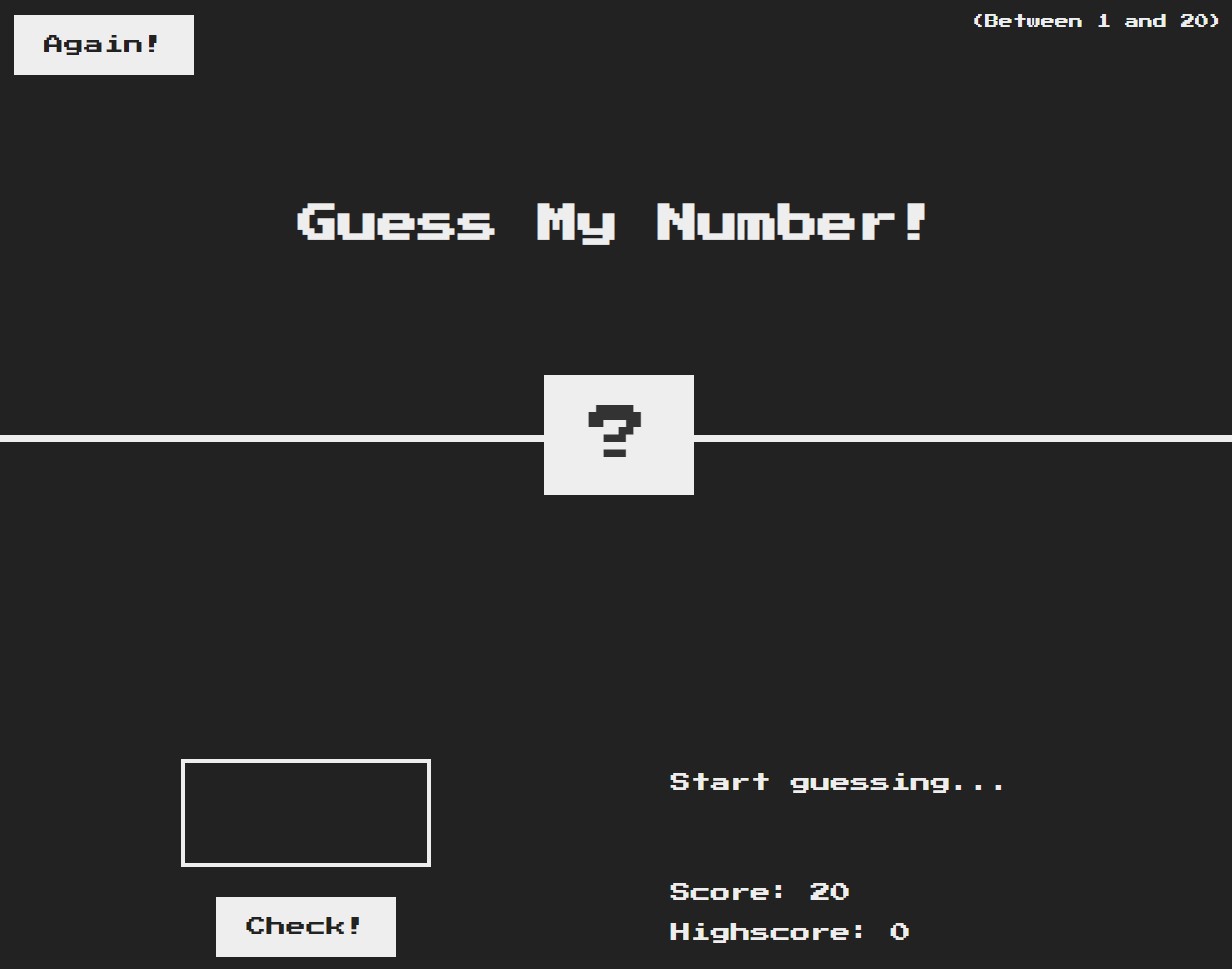 Again!
(Between 1 and 20)
Guess My Number!
?
Start guessing...
Score: 20
Check!
Highscore: 0